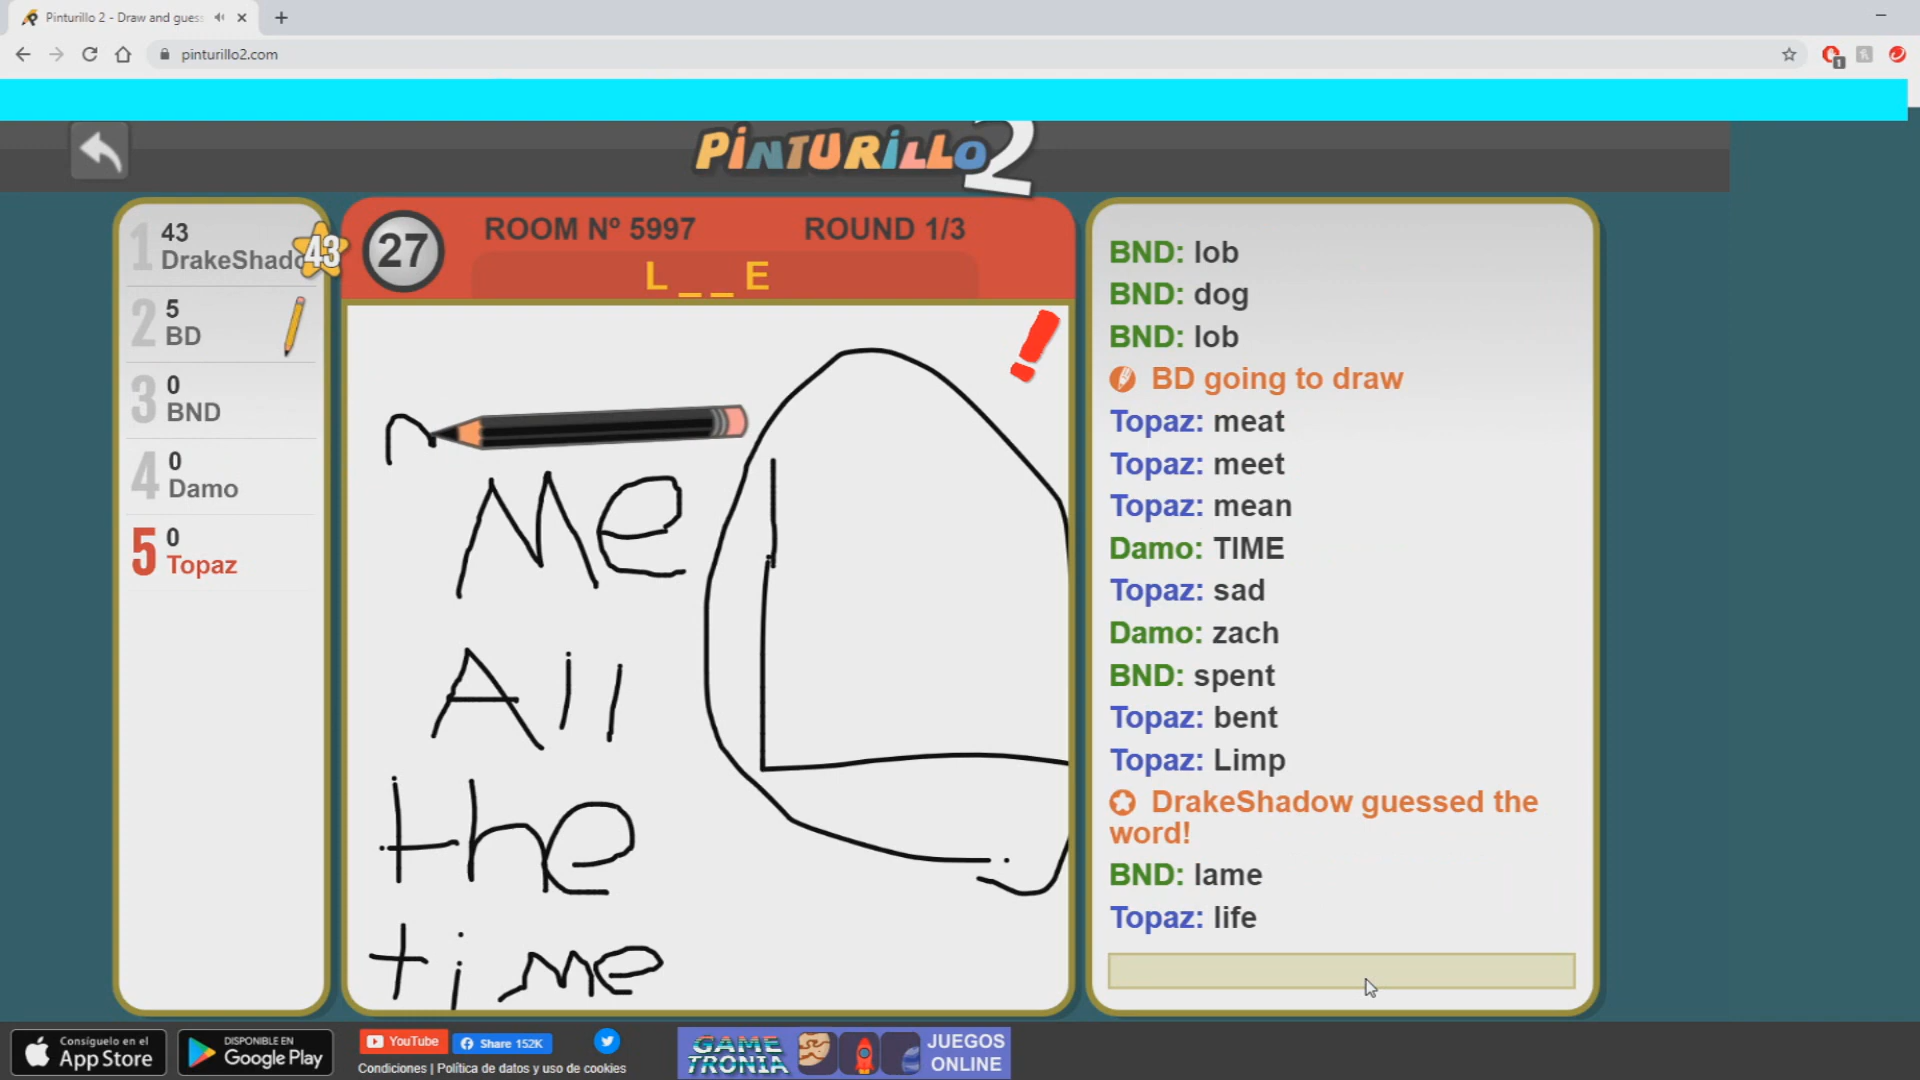 Pinturillo 2 - Draw and gues
pinturillo2.com
1
PiNTURiLLO 2
1 43 DrakeShado 43
2 5 BD
3 0 BND
4 0 Damo
5 0 Topaz
27
ROOM Nº 5997 ROUND 1/3
L _ _ E
!
Me
All
the
time
BND: lob
BND: dog
BND: lob
BD going to draw
Topaz: meat
Topaz: meet
Topaz: mean
Damo: TIME
Topaz: sad
Damo: zach
BND: spent
Topaz: bent
Topaz: Limp
DrakeShadow guessed the
word!
BND: lame
Topaz: life
Consíguelo en el
App Store
DISPONIBLE EN
Google Play
YouTube
Share 152K
Condiciones | Política de datos y uso de cookies
GAME
TRONIA
JUEGOS
ONLINE